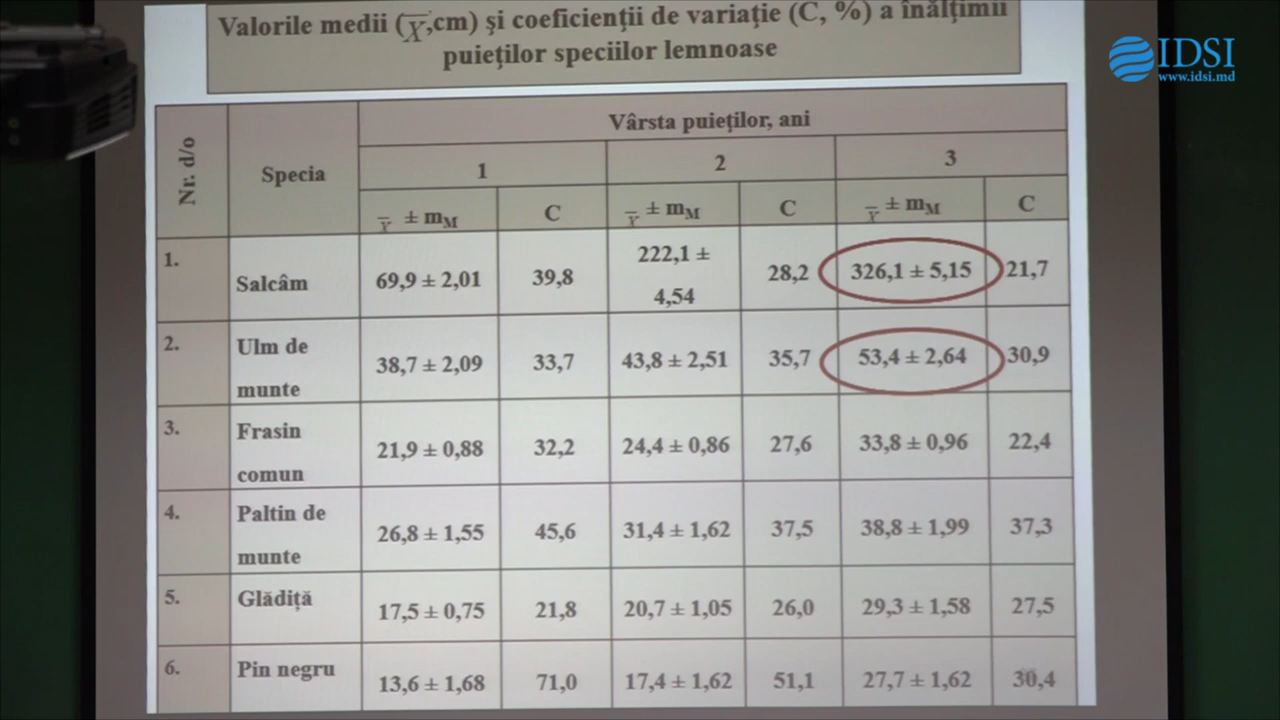 Valorile medii (X̅,cm) şi coeficienţii de variaţie (C, %) a înălţimii
puieţilor speciilor lemnoase
IDSI
www.idsi.md
Nr. d/o
Specia
Vârsta puieţilor, ani
1
2
3
X̅ ± mM
C
X̅ ± mM
C
X̅ ± mM
C
1.
Salcâm
69,9 ± 2,01
39,8
222,1 ±
4,54
28,2
326,1 ± 5,15
21,7
2.
Ulm de
munte
38,7 ± 2,09
33,7
43,8 ± 2,51
35,7
53,4 ± 2,64
30,9
3.
Frasin
comun
21,9 ± 0,88
32,2
24,4 ± 0,86
27,6
33,8 ± 0,96
22,4
4.
Paltin de
munte
26,8 ± 1,55
45,6
31,4 ± 1,62
37,5
38,8 ± 1,99
37,3
5.
Glădiță
17,5 ± 0,75
21,8
20,7 ± 1,05
26,0
29,3 ± 1,58
27,5
6.
Pin negru
13,6 ± 1,68
71,0
17,4 ± 1,62
51,1
27,7 ± 1,62
30,4